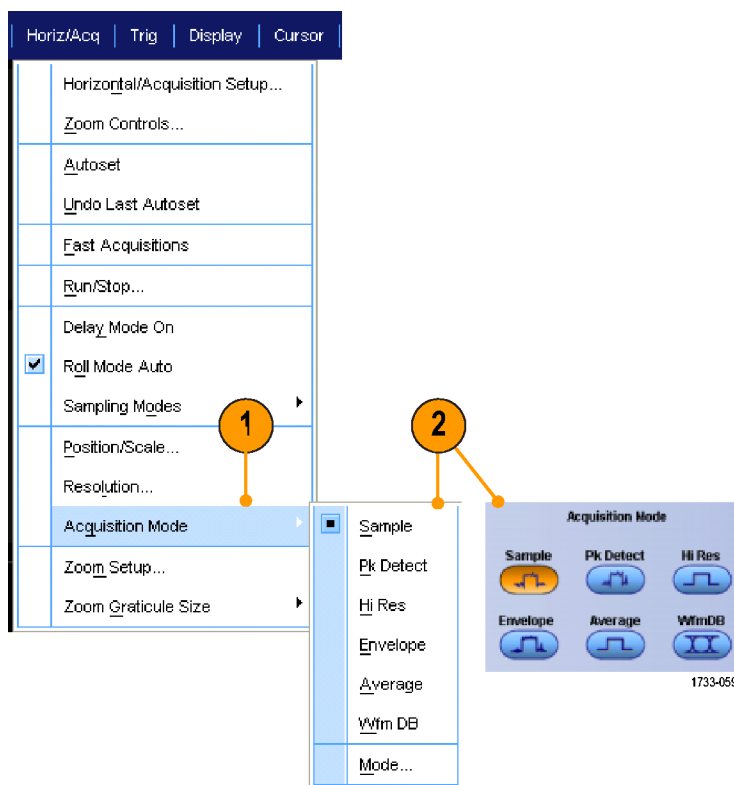 Horiz/Acq Trig Display Cursor
Horizontal/Acquisition Setup...
Zoom Controls...
Autoset
Undo Last Autoset
Fast Acquisitions
Run/Stop...
Delay Mode On
Roll Mode Auto
Sampling Modes
Position/Scale...
Resolution...
Acquisition Mode
Zoom Setup...
Zoom Graticule Size
1
2
Sample
Pk Detect
Hi Res
Envelope
Average
Wfm DB
Mode...
Acquisition Mode
Sample Pk Detect Hi Res
Envelope Average WfmDB
1733-059